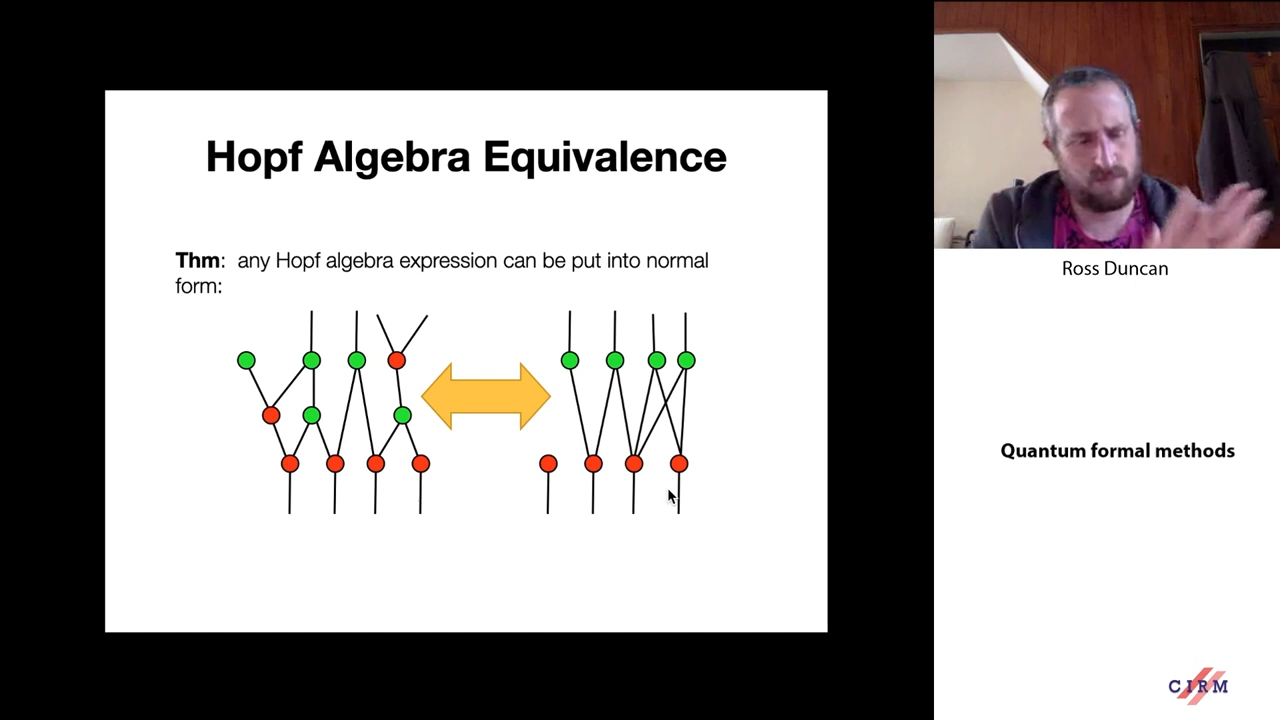 Hopf Algebra Equivalence
Thm: any Hopf algebra expression can be put into normal
form:
Ross Duncan
Quantum formal methods
CIRM